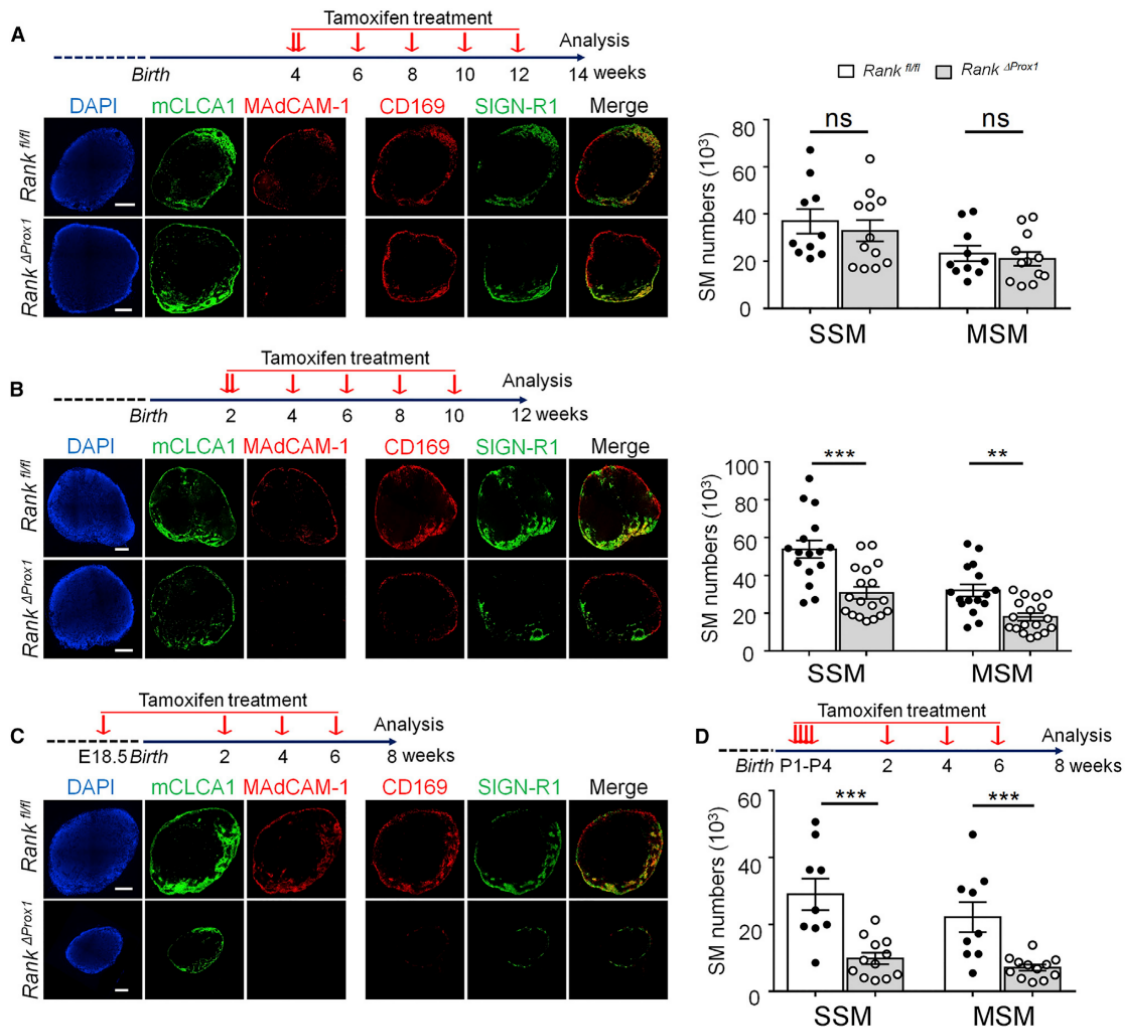 A
Tamoxifen treatment
Analysis
Birth 4 6 8 10 12 14 weeks
DAPI mCLCA1 MAdCAM-1 CD169 SIGN-R1 Merge
Rank fl/fl
Rank ΔProx1
Rank fl/fl Rank ΔProx1
ns ns
SM numbers (10³)
80
60
40
20
0
SSM MSM
B
Tamoxifen treatment
Analysis
Birth 2 4 6 8 10 12 weeks
DAPI mCLCA1 MAdCAM-1 CD169 SIGN-R1 Merge
Rank fl/fl
Rank ΔProx1
*** **
SM numbers (10³)
100
80
60
40
20
0
SSM MSM
C
Tamoxifen treatment
Analysis
E18.5 Birth 2 4 6 8 weeks
DAPI mCLCA1 MAdCAM-1 CD169 SIGN-R1 Merge
Rank fl/fl
Rank ΔProx1
D
Tamoxifen treatment
Analysis
Birth P1-P4 2 4 6 8 weeks
*** ***
SM numbers (10³)
60
40
20
0
SSM MSM